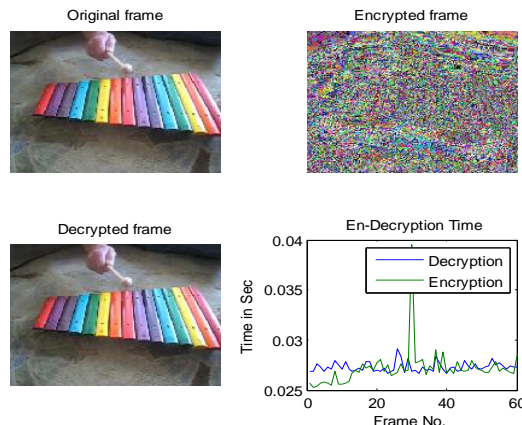 Original frame
Encrypted frame
Decrypted frame
En-Decryption Time
0.04
0.035
0.03
0.025
Time in Sec
Decryption
Encryption
0
20
40
60
Frame No.